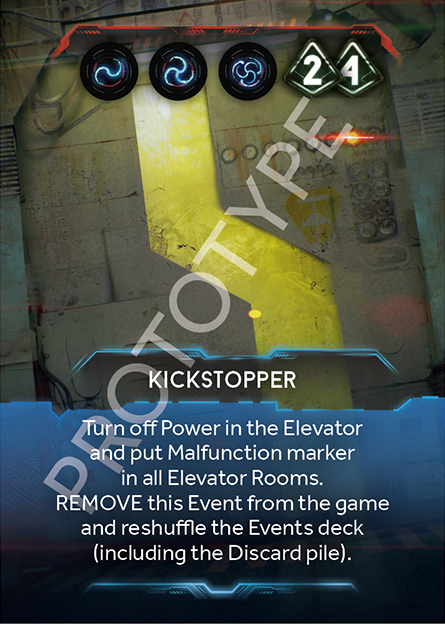 2 4
PROTOTYPE
KICKSTOPPER
Turn off Power in the Elevator
and put Malfunction marker
in all Elevator Rooms.
REMOVE this Event from the game
and reshuffle the Events deck
(including the Discard pile).